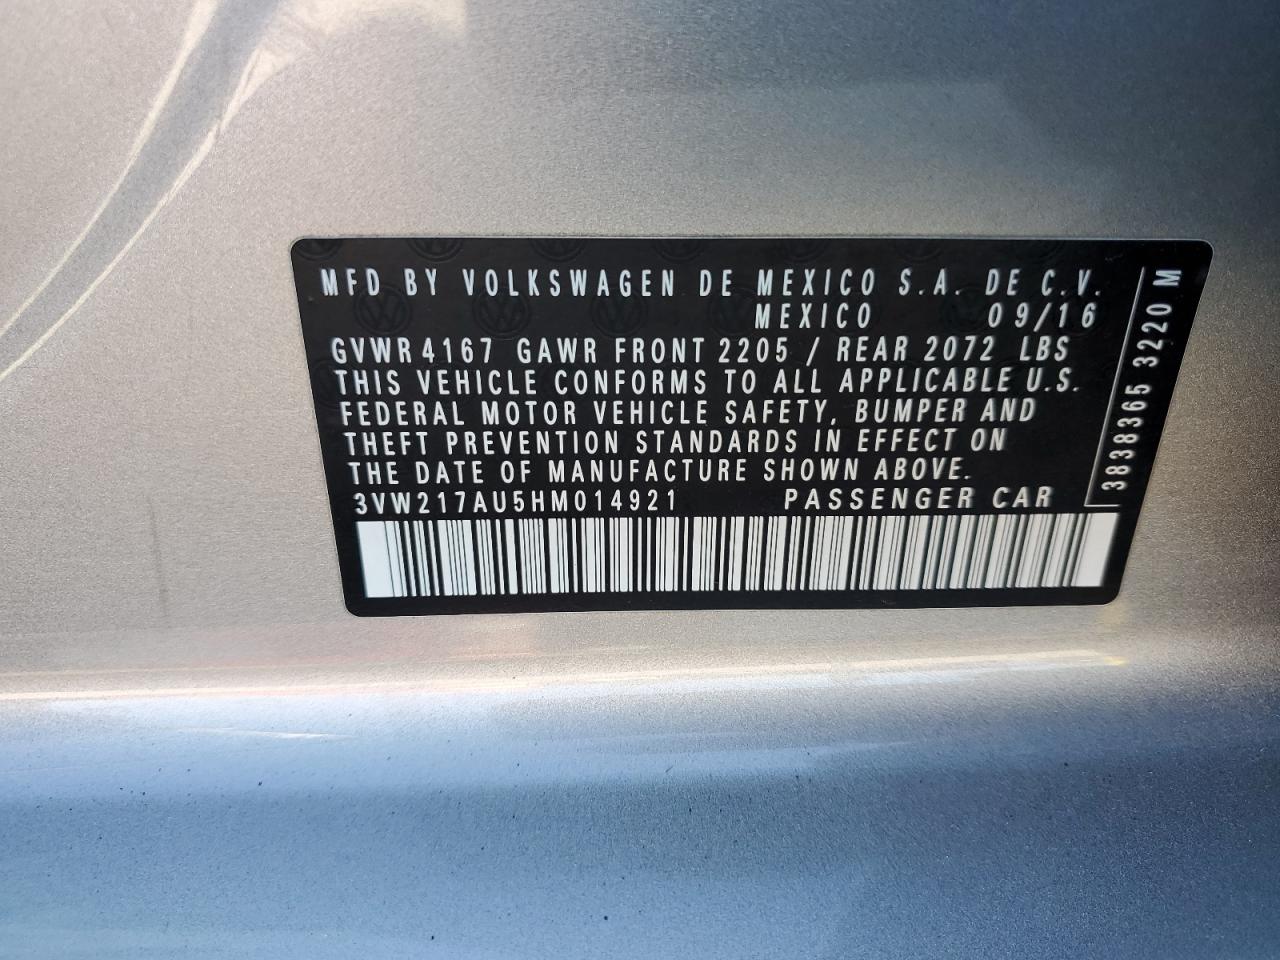 MFD BY VOLKSWAGEN DE MEXICO S.A. DE C.V.
MEXICO 09/16
GVWR 4167 GAWR FRONT 2205 / REAR 2072 LBS
THIS VEHICLE CONFORMS TO ALL APPLICABLE U.S.
FEDERAL MOTOR VEHICLE SAFETY, BUMPER AND
THEFT PREVENTION STANDARDS IN EFFECT ON
THE DATE OF MANUFACTURE SHOWN ABOVE.
3VW217AU5HM014921 PASSENGER CAR
3838365 3220 M